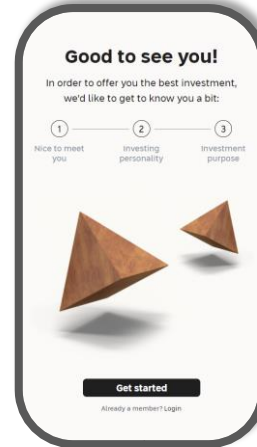 Good to see you!
In order to offer you the best investment,
we'd like to get to know you a bit:
1 2 3
Nice to meet you
Investing personality
Investment purpose
Get started
Already a member? Login